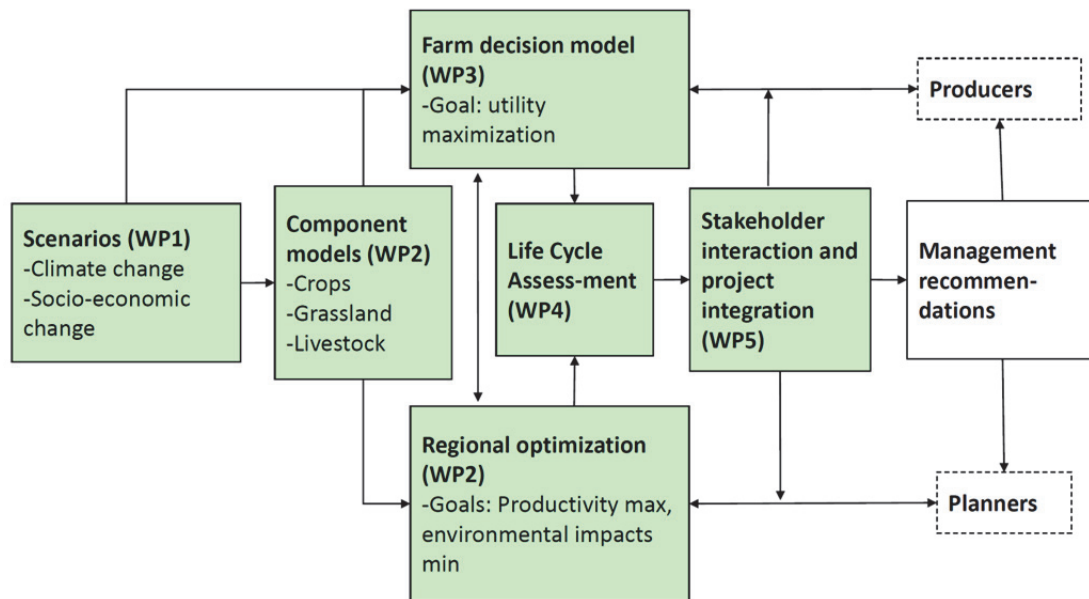 Farm decision model
(WP3)
-Goal: utility
maximization
Producers
Scenarios (WP1)
-Climate change
-Socio-economic
change
Component
models (WP2)
-Crops
-Grassland
-Livestock
Life Cycle
Assess-ment
(WP4)
Stakeholder
interaction and
project
integration
(WP5)
Management
recommen-
dations
Regional optimization
(WP2)
-Goals: Productivity max,
environmental impacts
min
Planners